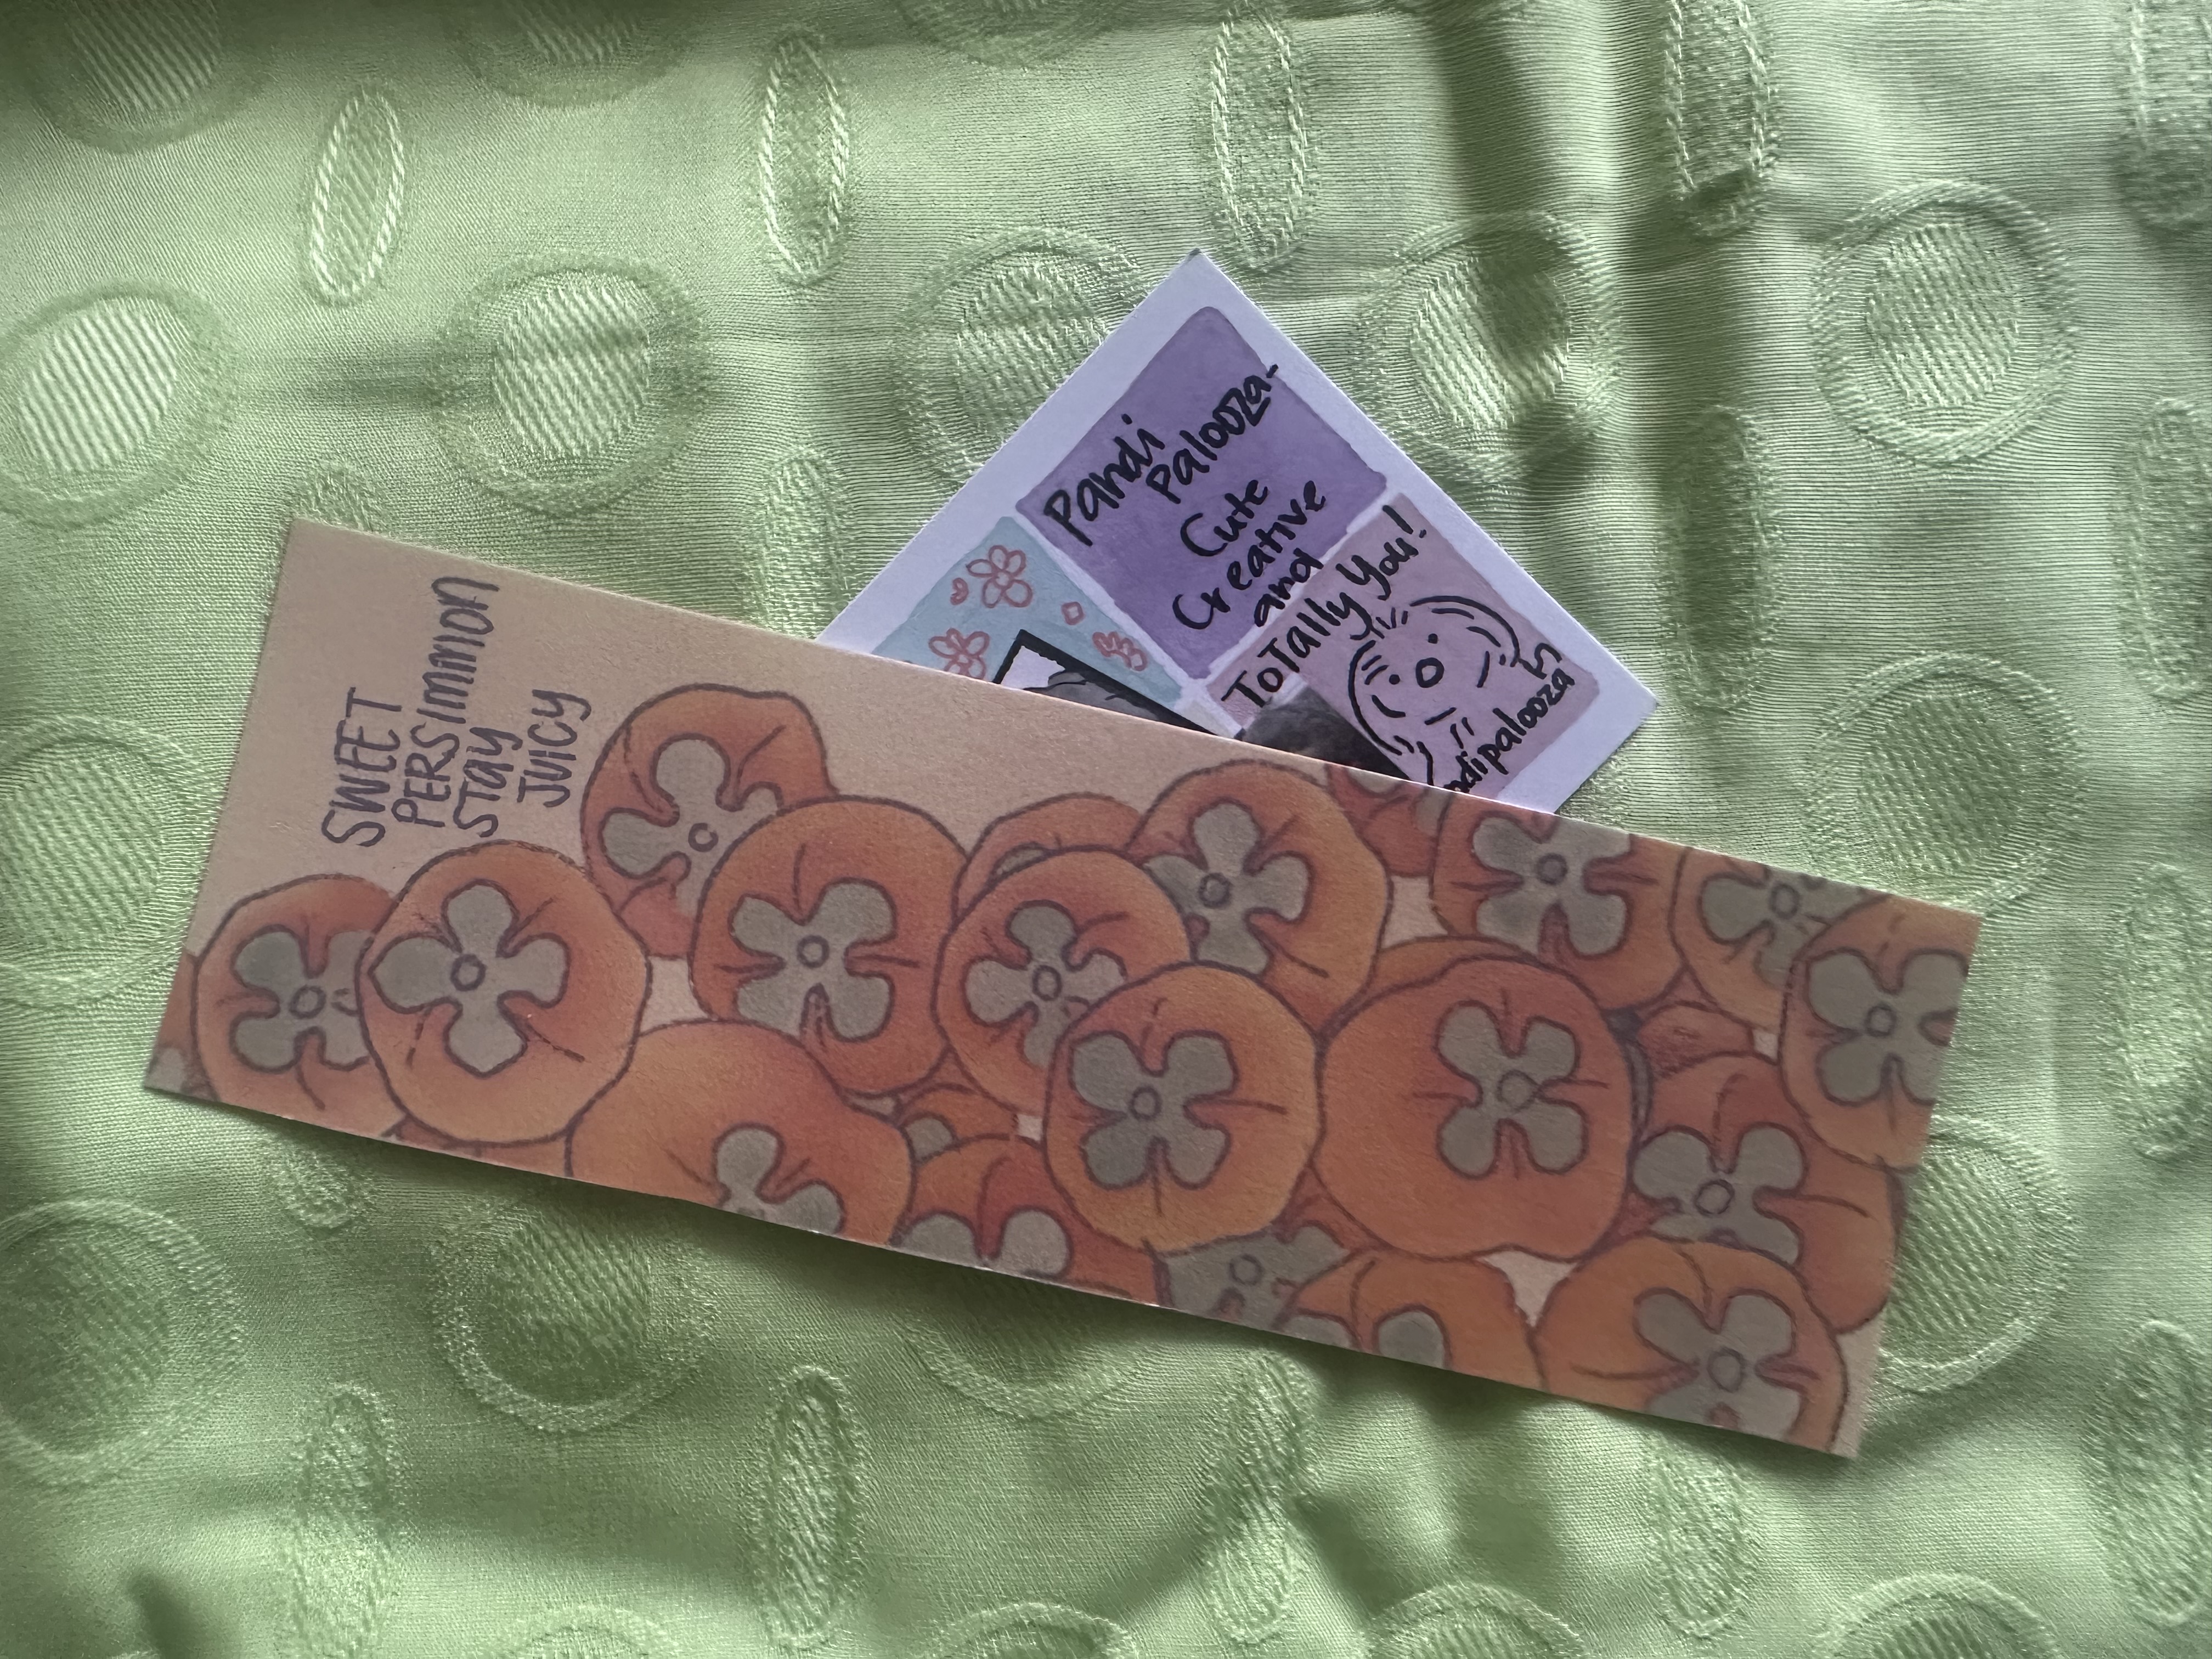 SWEET
PERSIMMON
STAY
JUICY
Pandi
Palooza-
Cute
Creative
and
Totally You!